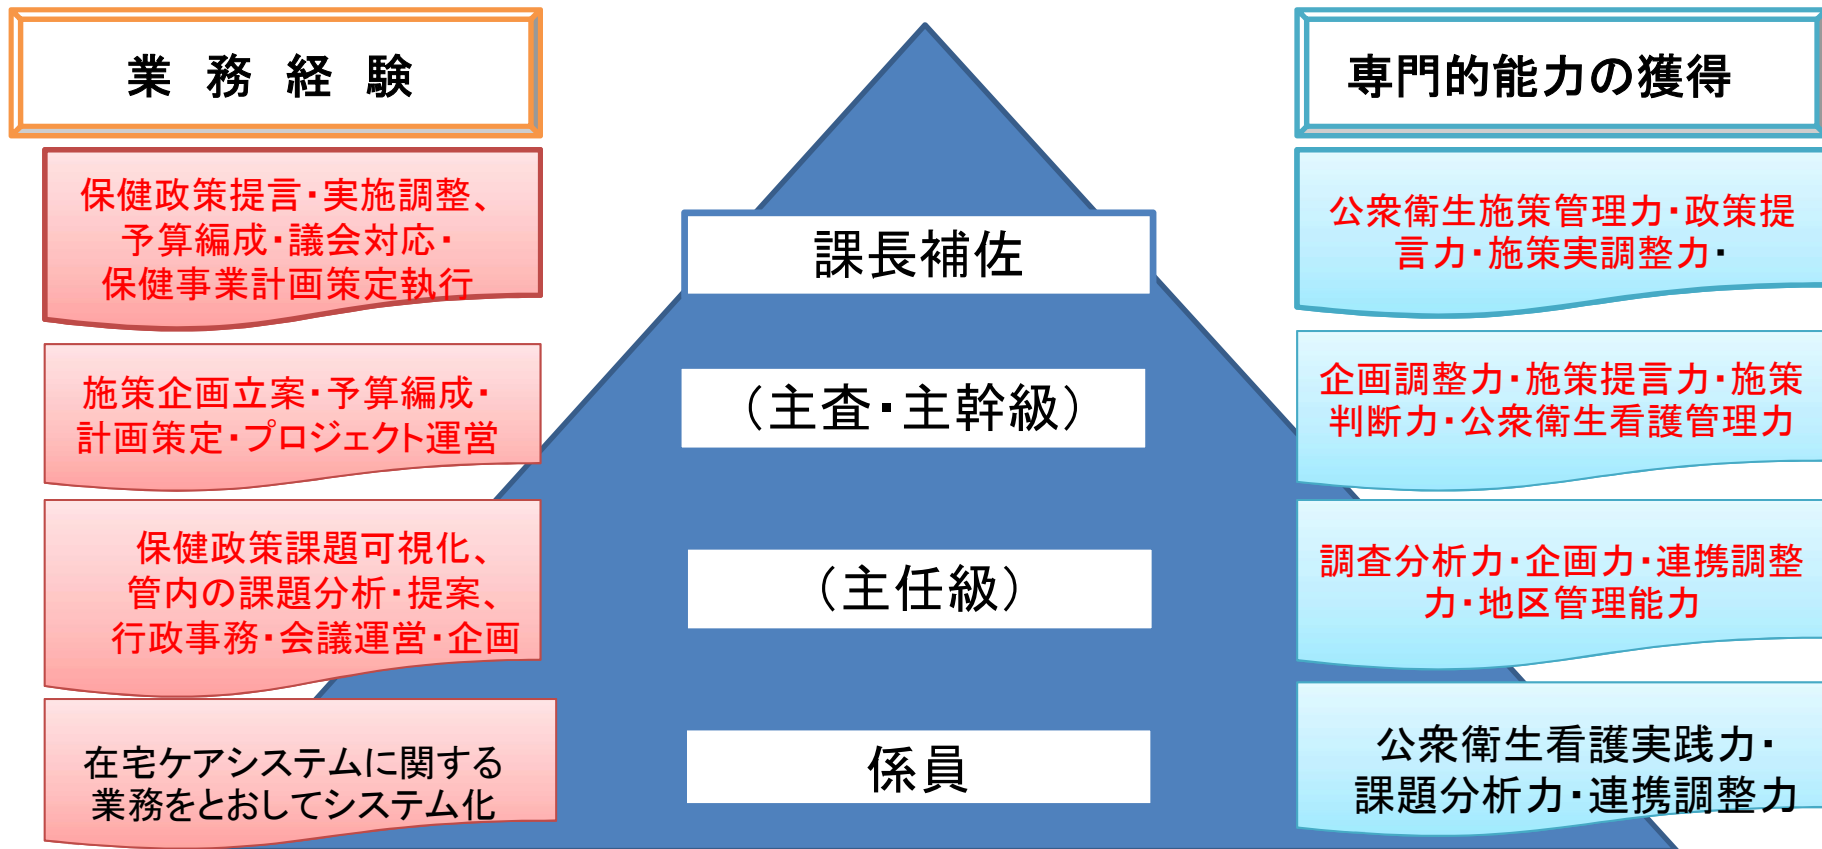 業 務 経 験
専門的能力の獲得
保健政策提言・実施調整、
予算編成・議会対応・
保健事業計画策定執行
課長補佐
公衆衛生施策管理力・政策提
言力・施策実調整力・
施策企画立案・予算編成・
計画策定・プロジェクト運営
（主査・主幹級）
企画調整力・施策提言力・施策
判断力・公衆衛生看護管理力
保健政策課題可視化、
管内の課題分析・提案、
行政事務・会議運営・企画
（主任級）
調査分析力・企画力・連携調整
力・地区管理能力
在宅ケアシステムに関する
業務をとおしてシステム化
係員
公衆衛生看護実践力・
課題分析力・連携調整力